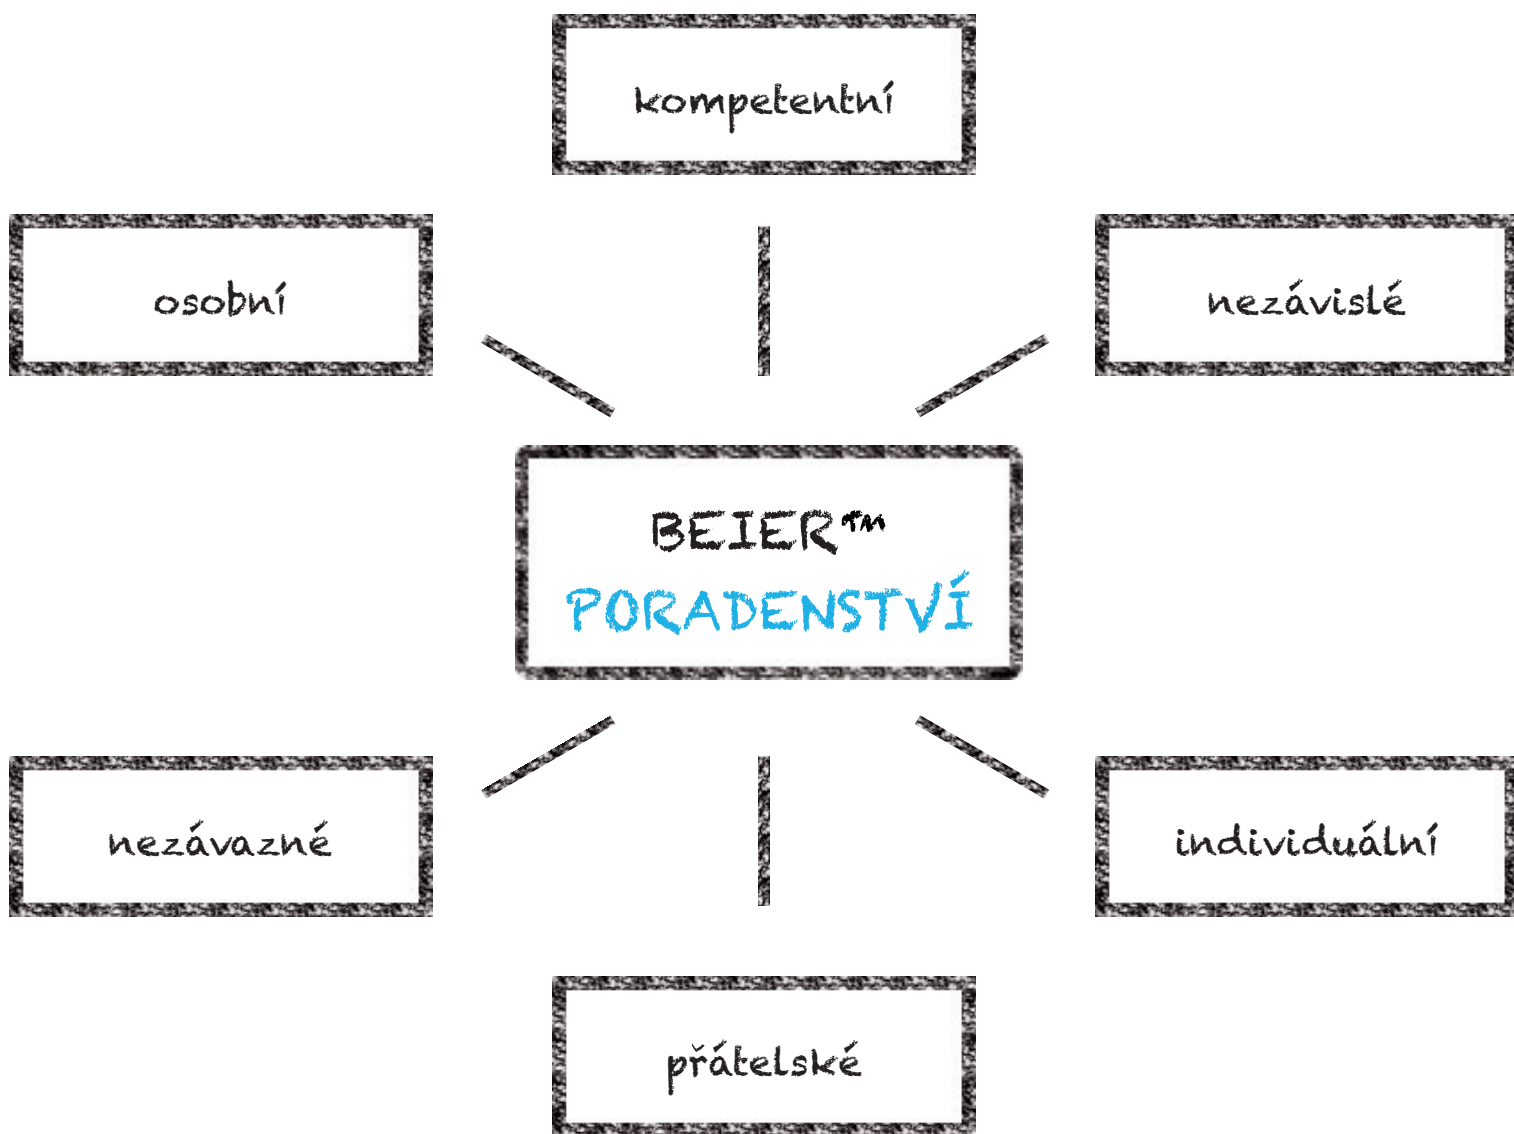 kompetentní
osobní
nezávislé
BEIER™
PORADENSTVÍ
nezávazné
individuální
přátelské